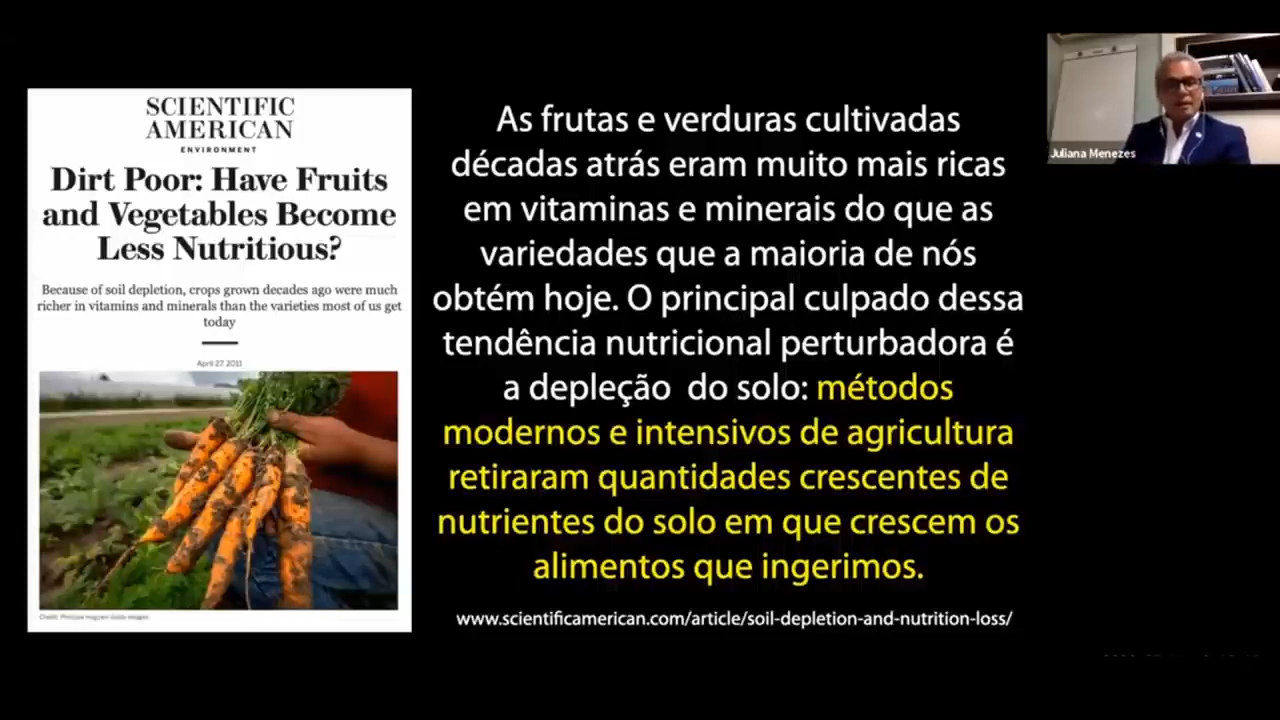 SCIENTIFIC
AMERICAN
ENVIRONMENT
Dirt Poor: Have Fruits
and Vegetables Become
Less Nutritious?
Because of soil depletion, crops grown decades ago were much
richer in vitamins and minerals than the varieties most of us get
today
April 27 2011
As frutas e verduras cultivadas
décadas atrás eram muito mais ricas
em vitaminas e minerais do que as
variedades que a maioria de nós
obtém hoje. O principal culpado dessa
tendência nutricional perturbadora é
a depleção do solo: métodos
modernos e intensivos de agricultura
retiraram quantidades crescentes de
nutrientes do solo em que crescem os
alimentos que ingerimos.
www.scientificamerican.com/article/soil-depletion-and-nutrition-loss/
Juliana Menezes